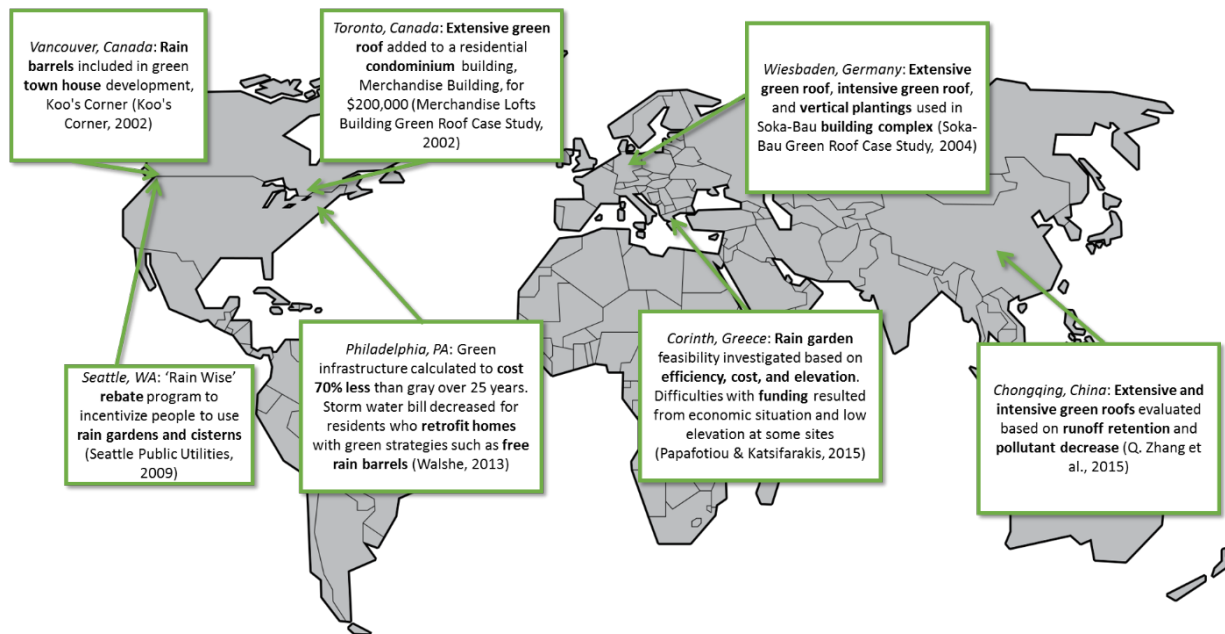 Vancouver, Canada: Rain
barrels included in green
town house development,
Koo's Corner (Koo's
Corner, 2002)
Toronto, Canada: Extensive green
roof added to a residential
condominium building,
Merchandise Building, for
$200,000 (Merchandise Lofts
Building Green Roof Case Study,
2002)
Wiesbaden, Germany: Extensive
green roof, intensive green roof,
and vertical plantings used in
Soka-Bau building complex (Soka-
Bau Green Roof Case Study, 2004)
Seattle, WA: ‘Rain Wise’
rebate program to
incentivize people to use
rain gardens and cisterns
(Seattle Public Utilities,
2009)
Philadelphia, PA: Green
infrastructure calculated to cost
70% less than gray over 25 years.
Storm water bill decreased for
residents who retrofit homes
with green strategies such as free
rain barrels (Walshe, 2013)
Corinth, Greece: Rain garden
feasibility investigated based on
efficiency, cost, and elevation.
Difficulties with funding resulted
from economic situation and low
elevation at some sites
(Papafotiou & Katsifarakis, 2015)
Chongqing, China: Extensive and
intensive green roofs evaluated
based on runoff retention and
pollutant decrease (Q. Zhang et
al., 2015)